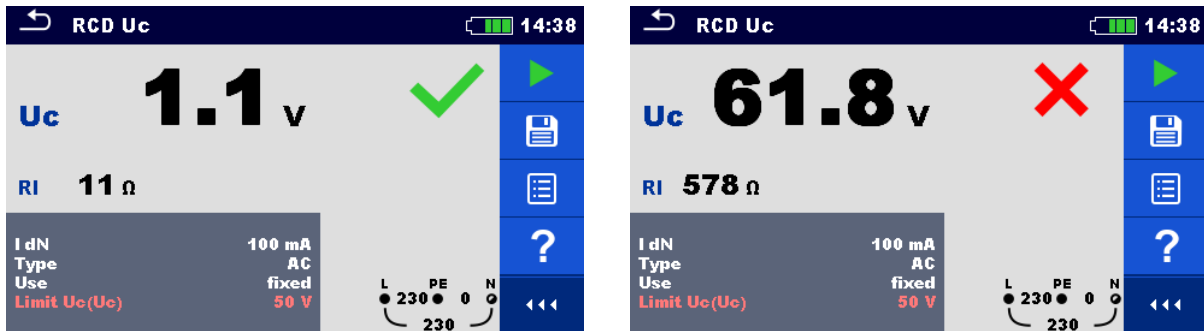 RCD Uc 14:38
Uc 1.1 V
RI 11 Ω
I dN 100 mA
Type AC
Use fixed
Limit Uc(Uc) 50 V
L PE N
230 0
230
?
RCD Uc 14:38
Uc 61.8 V
RI 578 Ω
I dN 100 mA
Type AC
Use fixed
Limit Uc(Uc) 50 V
L PE N
230 0
230
?